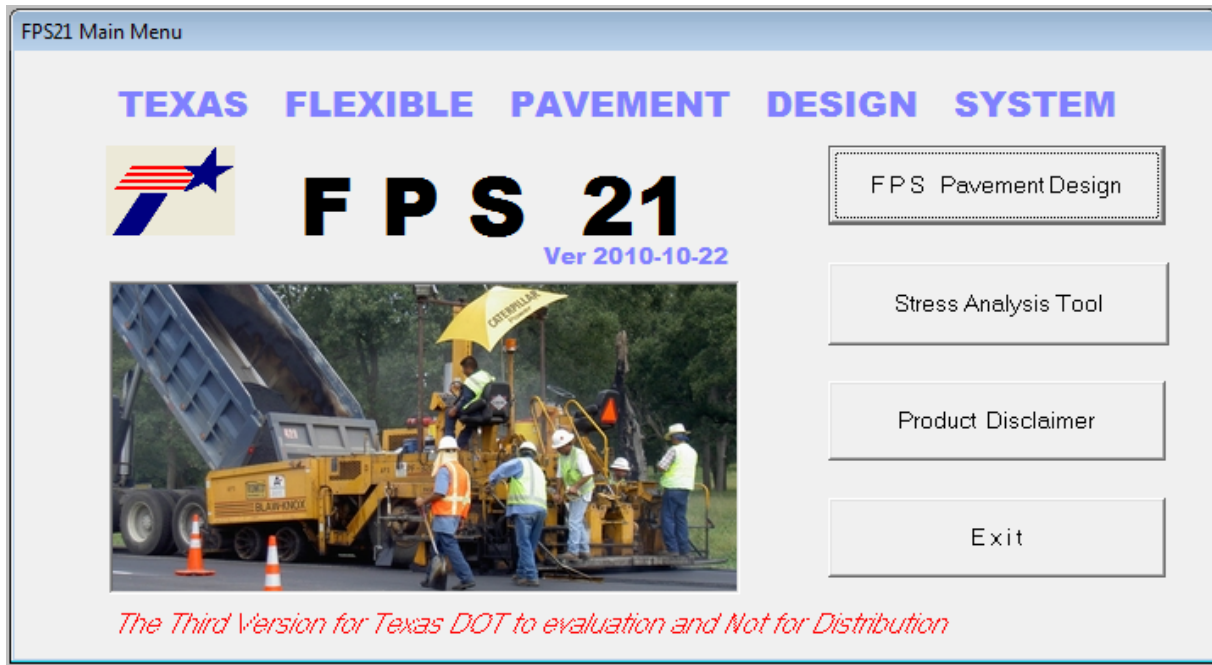 FPS21 Main Menu
TEXAS FLEXIBLE PAVEMENT DESIGN SYSTEM
F P S 21
Ver 2010-10-22
F P S Pavement Design
Stress Analysis Tool
Product Disclaimer
Exit
CATERPILLAR
Power
BLAW-KNOX
The Third Version for Texas DOT to evaluation and Not for Distribution